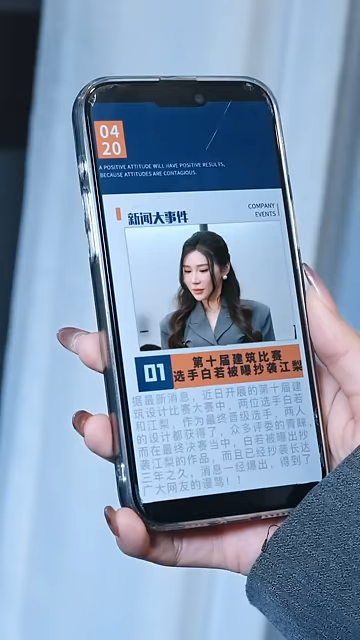 04
20
A POSITIVE ATTITUDE WILL HAVE POSITIVE RESULTS,
BECAUSE ATTITUDES ARE CONTAGIOUS.
新闻大事件
COMPANY
EVENTS
01
第十届建筑比赛
选手白若被曝抄袭江梨
据最新消息，近日开展的第十届建
筑设计比赛大赛中，两位选手白若
和江梨，作为最终晋级选手，两人
的设计都获得了，众多评委的青睐，
而在最终决赛当中，白若被曝出抄
袭江梨的作品，而且已经抄袭长达
三年之久，消息一经曝出，得到了
广大网友的谩骂！！